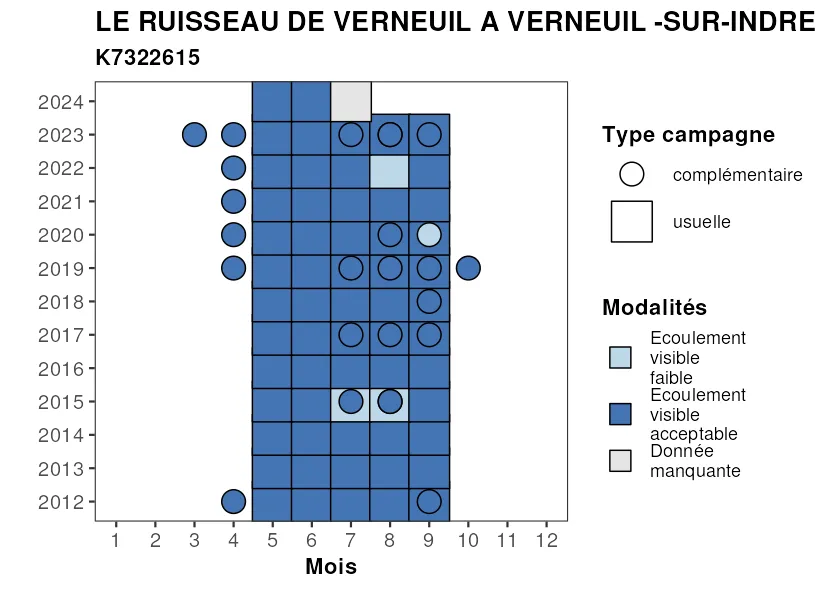 LE RUISSEAU DE VERNEUIL A VERNEUIL -SUR-INDRE
K7322615
2024
2023
2022
2021
2020
2019
2018
2017
2016
2015
2014
2013
2012
1 2 3 4 5 6 7 8 9 10 11 12
Mois
Type campagne
complémentaire
usuelle
Modalités
Ecoulement
visible
faible
Ecoulement
visible
acceptable
Donnée
manquante